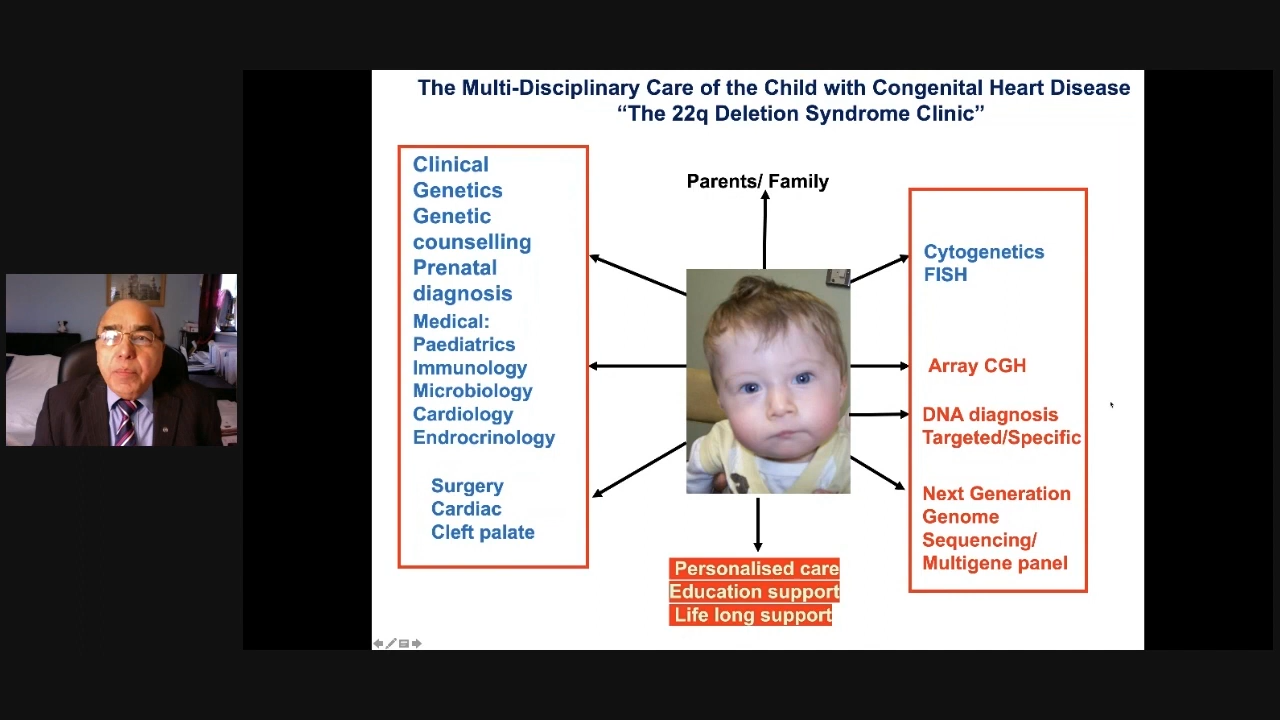 The Multi-Disciplinary Care of the Child with Congenital Heart Disease
“The 22q Deletion Syndrome Clinic”
Clinical
Genetics
Genetic
counselling
Prenatal
diagnosis
Medical:
Paediatrics
Immunology
Microbiology
Cardiology
Endrocrinology
Surgery
Cardiac
Cleft palate
Parents/ Family
Personalised care
Education support
Life long support
Cytogenetics
FISH
Array CGH
DNA diagnosis
Targeted/Specific
Next Generation
Genome
Sequencing/
Multigene panel